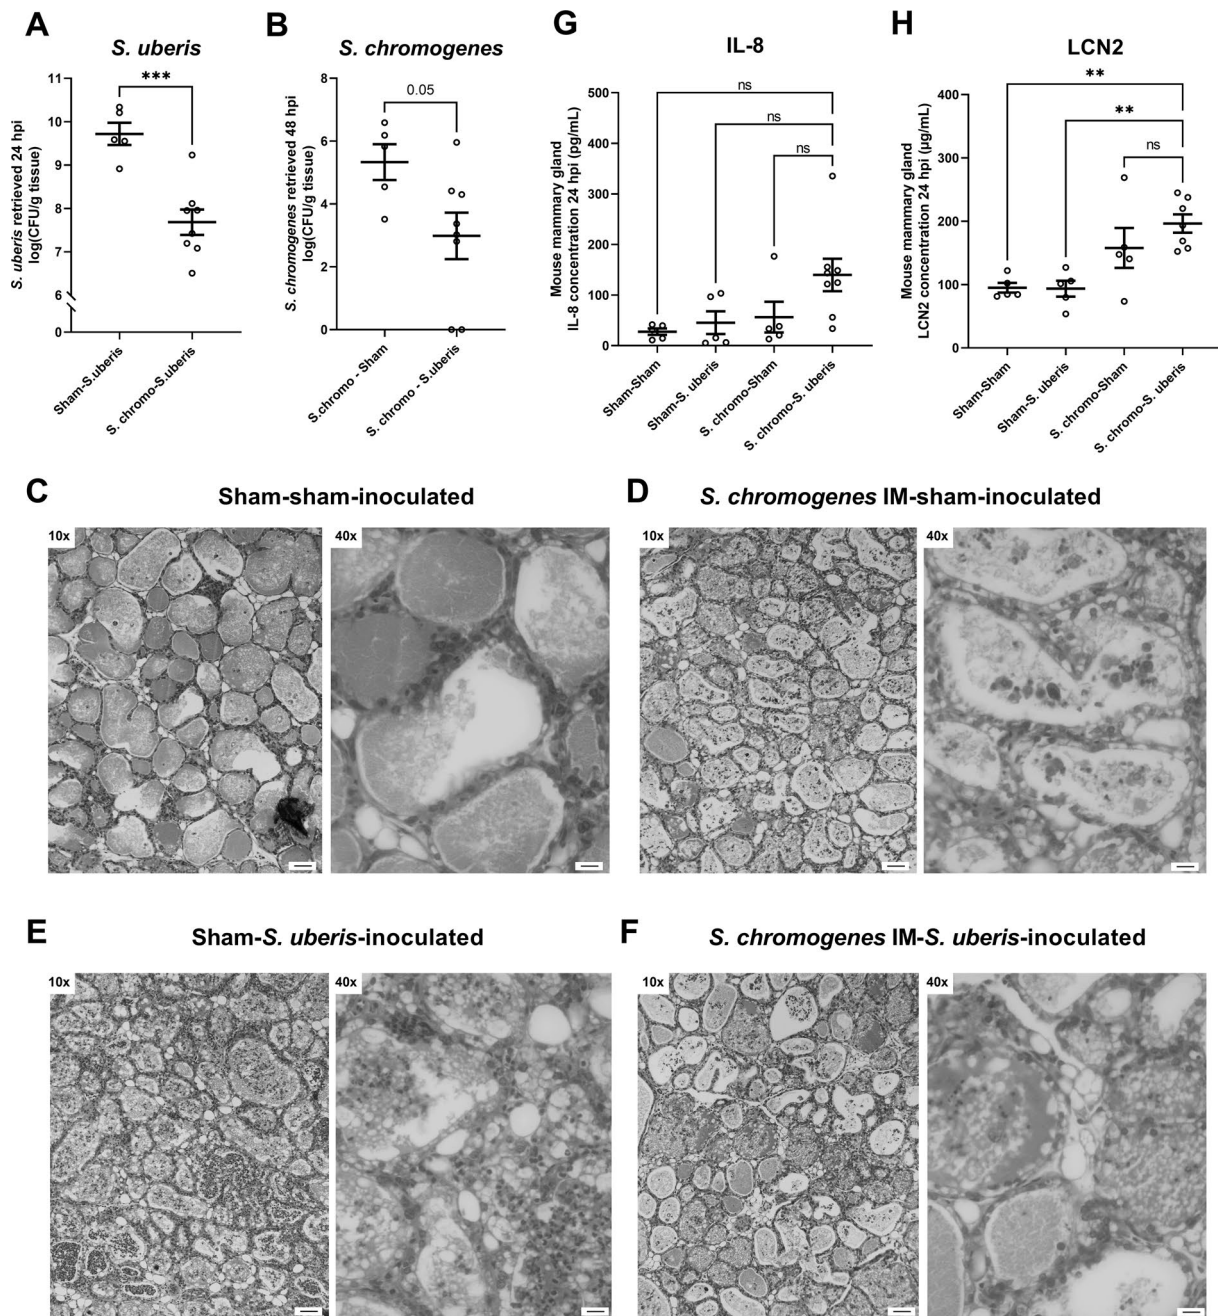 A
S. uberis
S. uberis retrieved 24 hpi
log(CFU/g tissue)
11
10
9
8
7
6
0
***
Sham-S.uberis
S. chromo-S.uberis
B
S. chromogenes
S. chromogenes retrieved 48 hpi
log(CFU/g tissue)
8
6
4
2
0
0.05
S.chromo - Sham
S. chromo - S.uberis
G
IL-8
Mouse mammary gland
IL-8 concentration 24 hpi (pg/mL)
500
400
300
200
100
0
ns
ns
ns
Sham-Sham
Sham-S. uberis
S. chromo-Sham
S. chromo-S. uberis
H
LCN2
Mouse mammary gland
LCN2 concentration 24 hpi (µg/mL)
400
300
200
100
0
**
**
ns
Sham-Sham
Sham-S. uberis
S. chromo-Sham
S. chromo-S. uberis
C
Sham-sham-inoculated
10x
40x
D
S. chromogenes IM-sham-inoculated
10x
40x
E
Sham-S. uberis-inoculated
10x
40x
F
S. chromogenes IM-S. uberis-inoculated
10x
40x